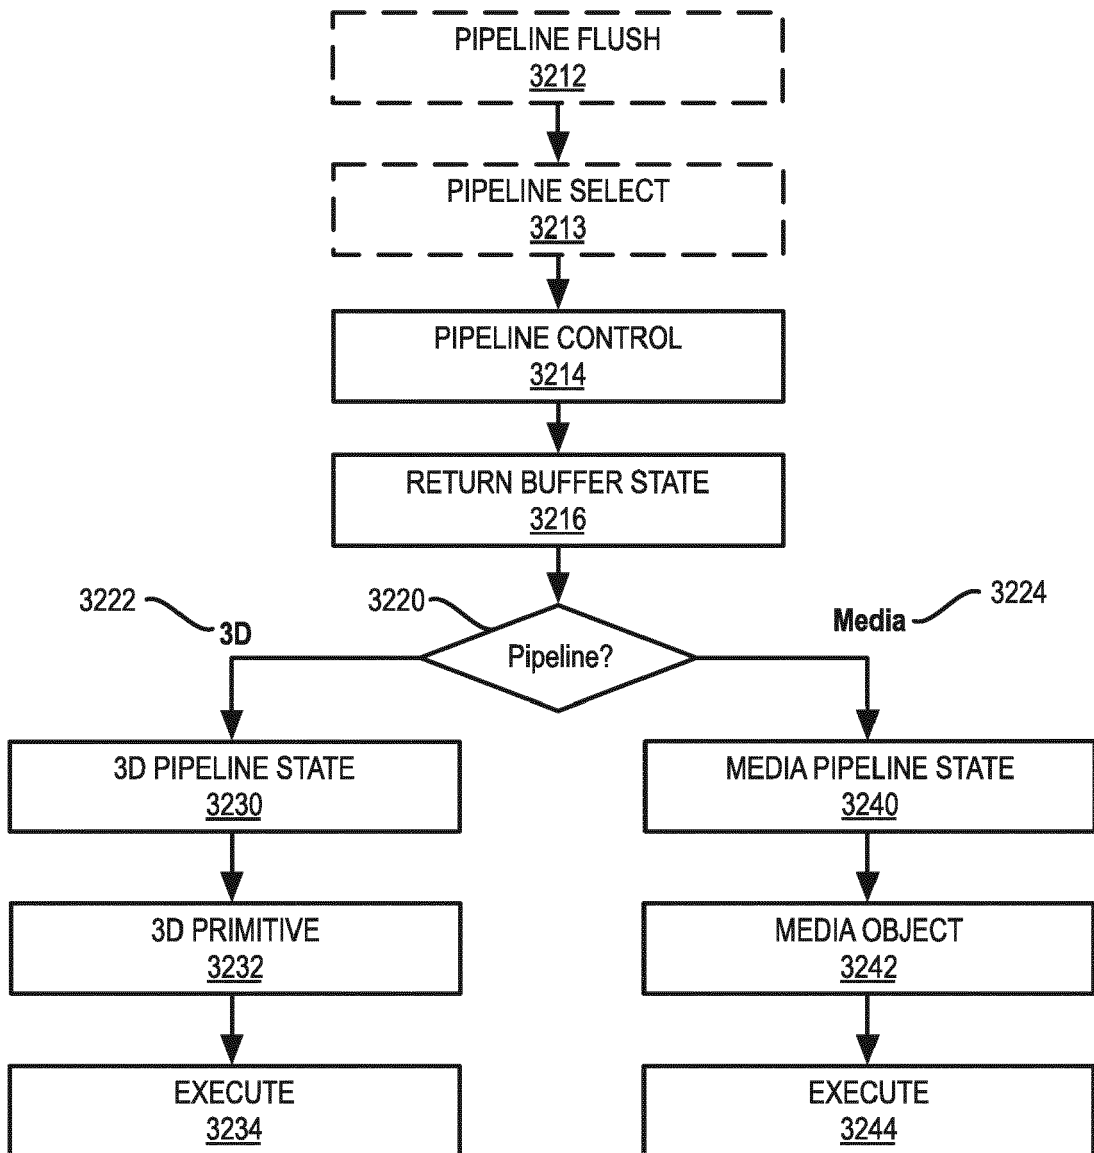 PIPELINE FLUSH
3212
PIPELINE SELECT
3213
PIPELINE CONTROL
3214
RETURN BUFFER STATE
3216
3222
3D
3220
Pipeline?
Media
3224
3D PIPELINE STATE
3230
MEDIA PIPELINE STATE
3240
3D PRIMITIVE
3232
MEDIA OBJECT
3242
EXECUTE
3234
EXECUTE
3244